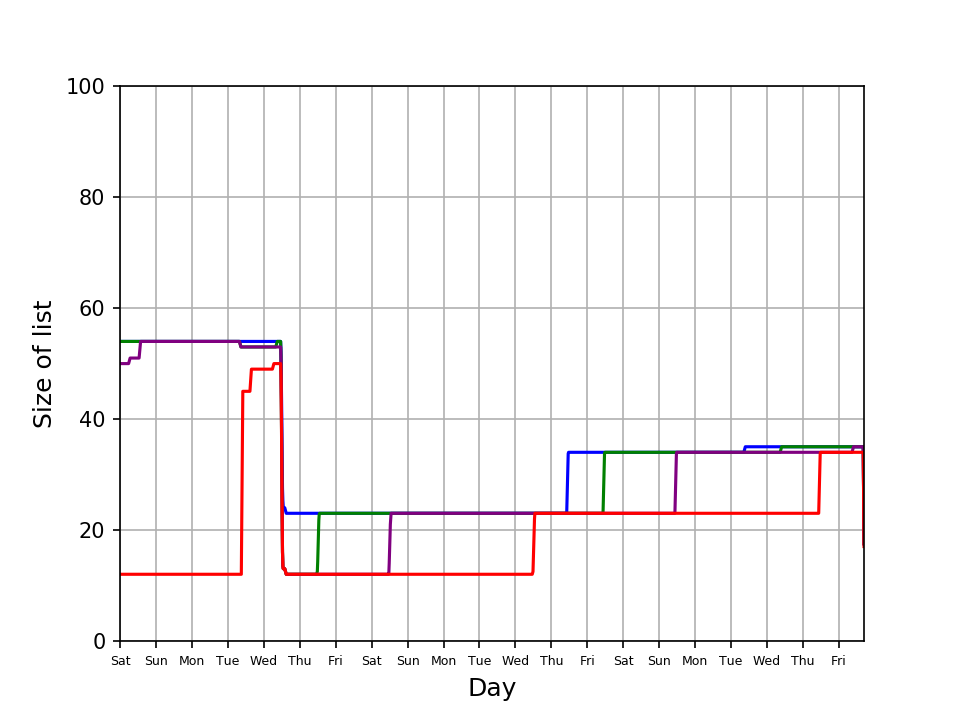 100
80
60
40
20
0
Size of list
Sat Sun Mon Tue Wed Thu Fri Sat Sun Mon Tue Wed Thu Fri Sat Sun Mon Tue Wed Thu Fri
Day